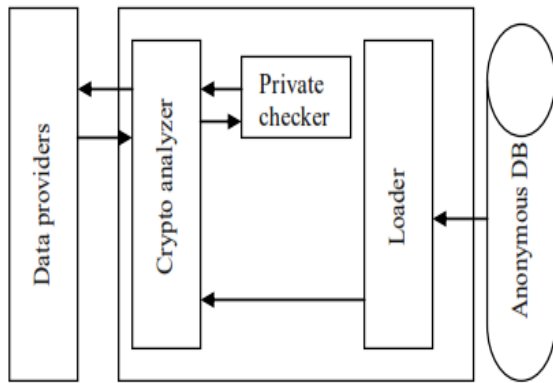 Data providers
Crypto analyzer
Private
checker
Loader
Anonymous DB